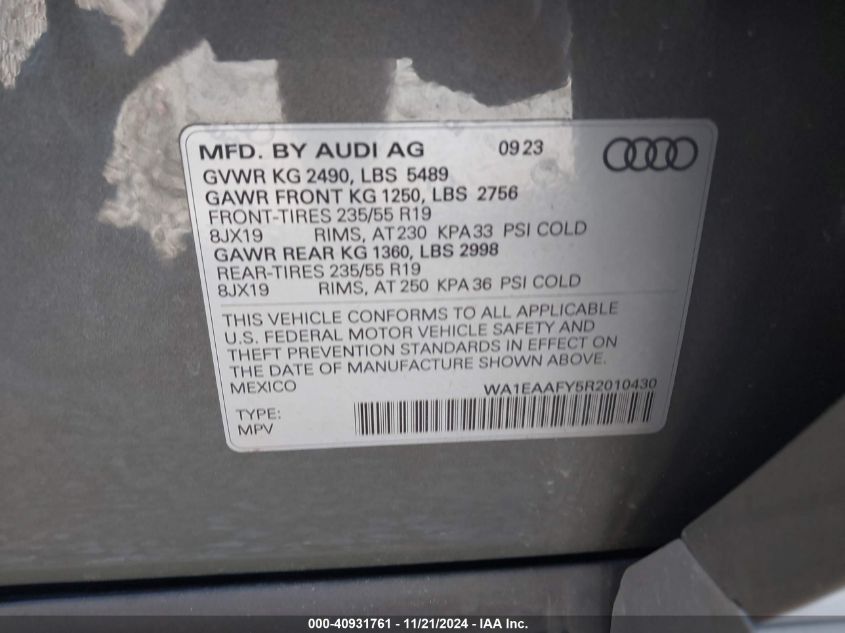 MFD. BY AUDI AG 0923
GVWR KG 2490, LBS 5489
GAWR FRONT KG 1250, LBS 2756
FRONT-TIRES 235/55 R19
8JX19 RIMS, AT 230 KPA 33 PSI COLD
GAWR REAR KG 1360, LBS 2998
REAR-TIRES 235/55 R19
8JX19 RIMS, AT 250 KPA 36 PSI COLD
THIS VEHICLE CONFORMS TO ALL APPLICABLE
U.S. FEDERAL MOTOR VEHICLE SAFETY AND
THEFT PREVENTION STANDARDS IN EFFECT ON
THE DATE OF MANUFACTURE SHOWN ABOVE.
MEXICO WA1EAAFY5R2010430
TYPE:
MPV
000-40931761 - 11/21/2024 - IAA Inc.